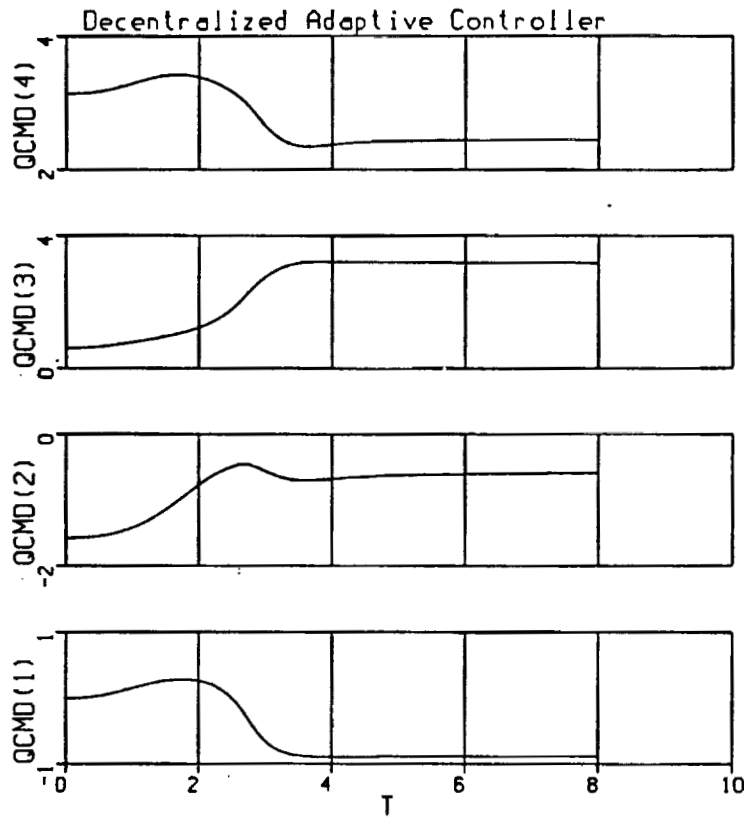 Decentralized Adaptive Controller
4
QCMD(4)
2
4
QCMD(3)
0
0
QCMD(2)
-2
1
QCMD(1)
-1
0 2 4 6 8 10
T